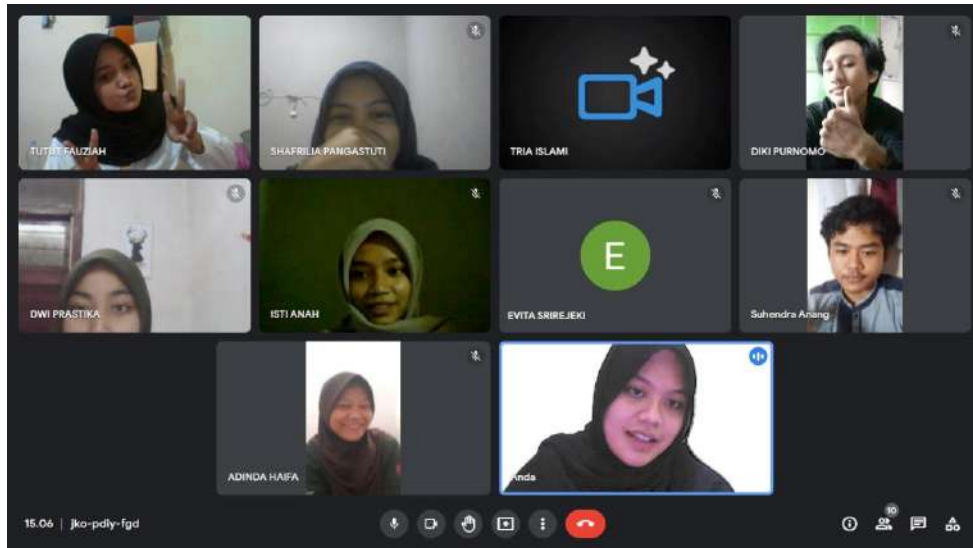 TUTUT FAUZIAH
SHAFRILIA PANGASTUTI
TRIA ISLAMI
DIKI PURNOMO
DWI PRASTIKA
ISTI ANAH
E
EVITA SRIREJEKI
Suhendra Anang
ADINDA HAIFA
Anda
15.06 | jko-pdiy-fgd
10